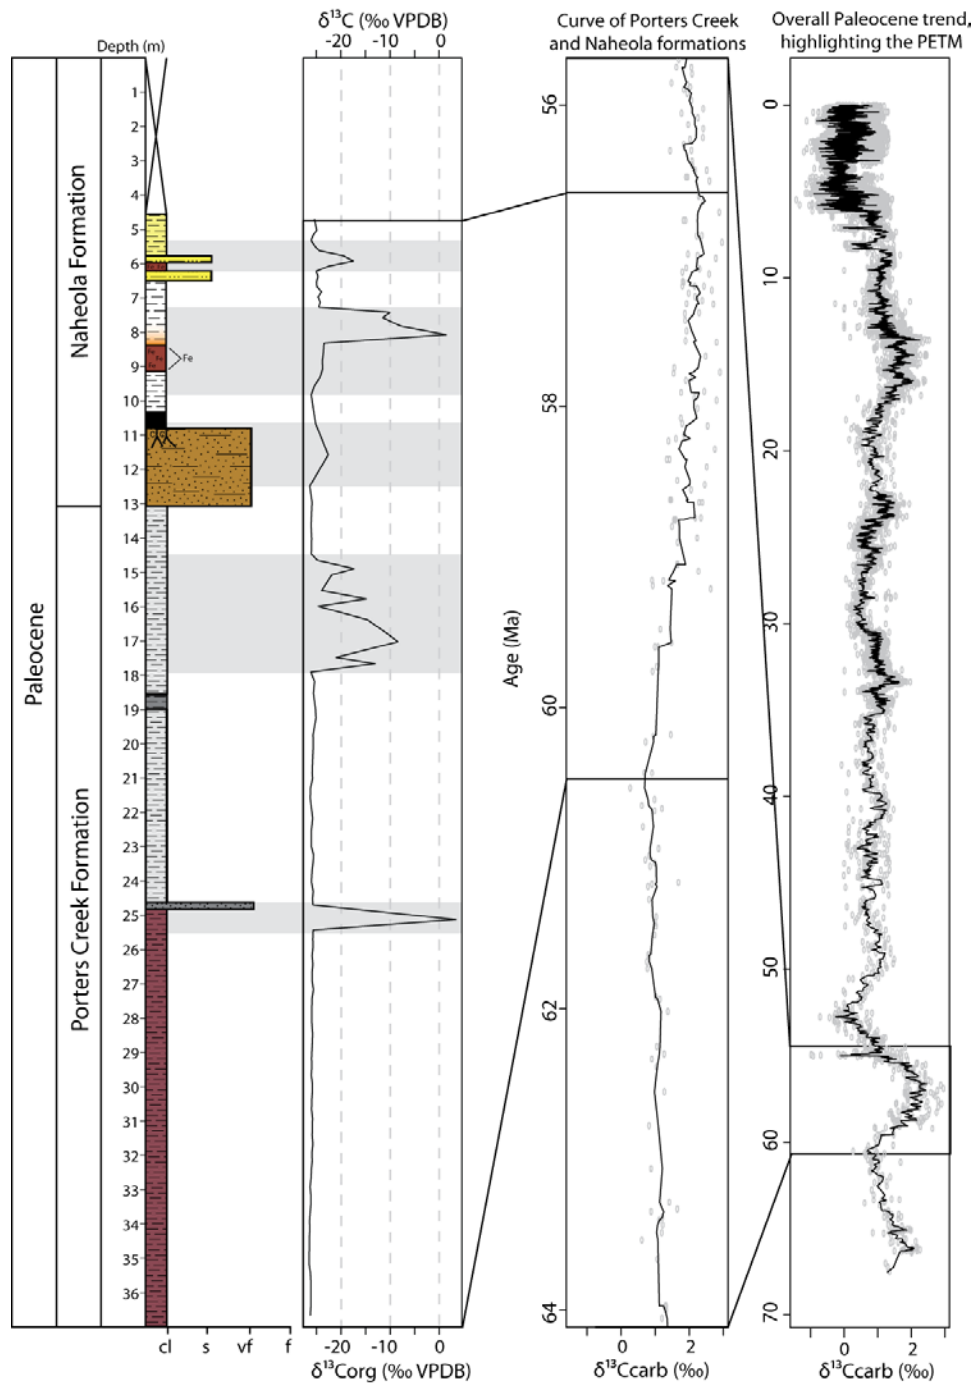 δ¹³C (‰ VPDB)
-20 -10 0
Depth (m)
Curve of Porters Creek
and Naheola formations
Overall Paleocene trend,
highlighting the PETM
Paleocene
Naheola Formation
Porters Creek Formation
1
2
3
4
5
6
7
8
9
10
11
12
13
14
15
16
17
18
19
20
21
22
23
24
25
26
27
28
29
30
31
32
33
34
35
36
Fe
Fe
Fe
Fe
cl s vf f
-20 -10 0
δ¹³Corg (‰ VPDB)
Age (Ma)
56
58
60
62
64
0 2
δ¹³Ccarb (‰)
0
10
20
30
40
50
60
70
0 2
δ¹³Ccarb (‰)